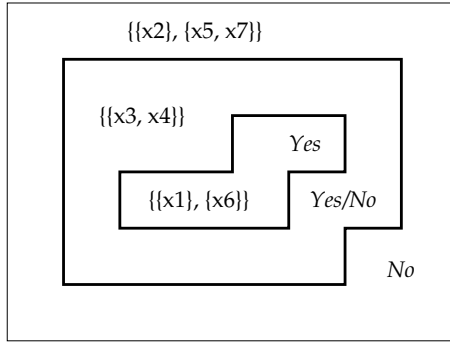 {{x2}, {x5, x7}}
{{x3, x4}}
Yes
{{x1}, {x6}}
Yes/No
No